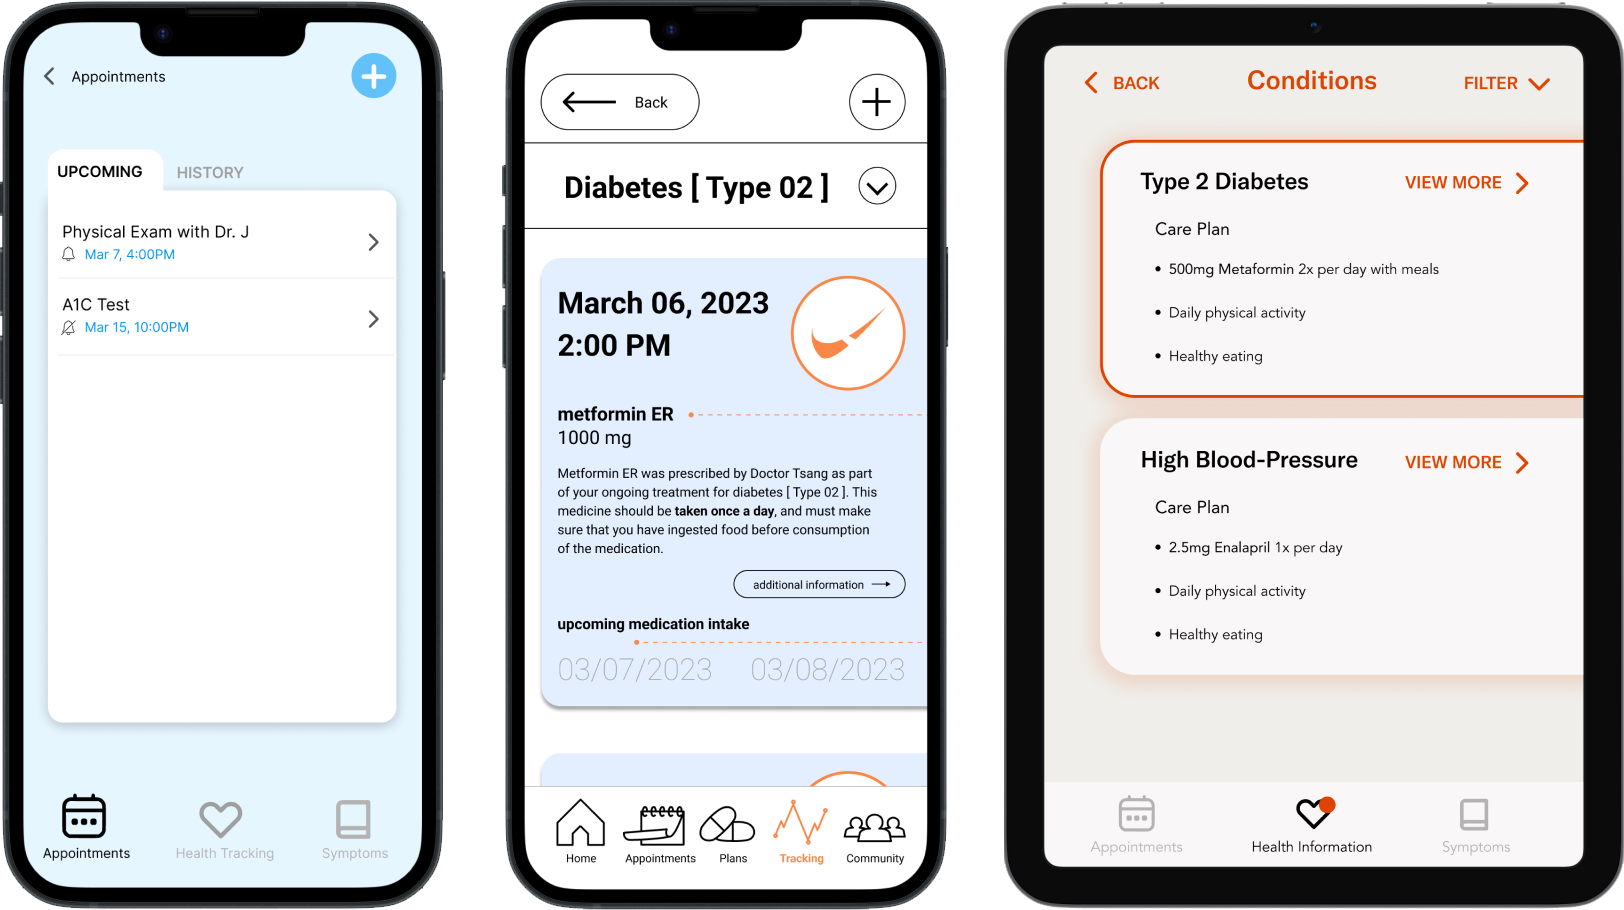 Appointments
UPCOMING
HISTORY
Physical Exam with Dr. J
Mar 7, 4:00PM
A1C Test
Mar 15, 10:00PM
Appointments
Health Tracking
Symptoms
Back
Diabetes [ Type 02 ]
March 06, 2023
2:00 PM
metformin ER
1000 mg
Metformin ER was prescribed by Doctor Tsang as part
of your ongoing treatment for diabetes [ Type 02 ]. This
medicine should be taken once a day, and must make
sure that you have ingested food before consumption
of the medication.
additional information
upcoming medication intake
03/07/2023
03/08/2023
Home
Appointments
Plans
Tracking
Community
BACK
Conditions
FILTER
Type 2 Diabetes
VIEW MORE
Care Plan
• 500mg Metaformin 2x per day with meals
• Daily physical activity
• Healthy eating
High Blood-Pressure
VIEW MORE
Care Plan
• 2.5mg Enalapril 1x per day
• Daily physical activity
• Healthy eating
Appointments
Health Information
Symptoms